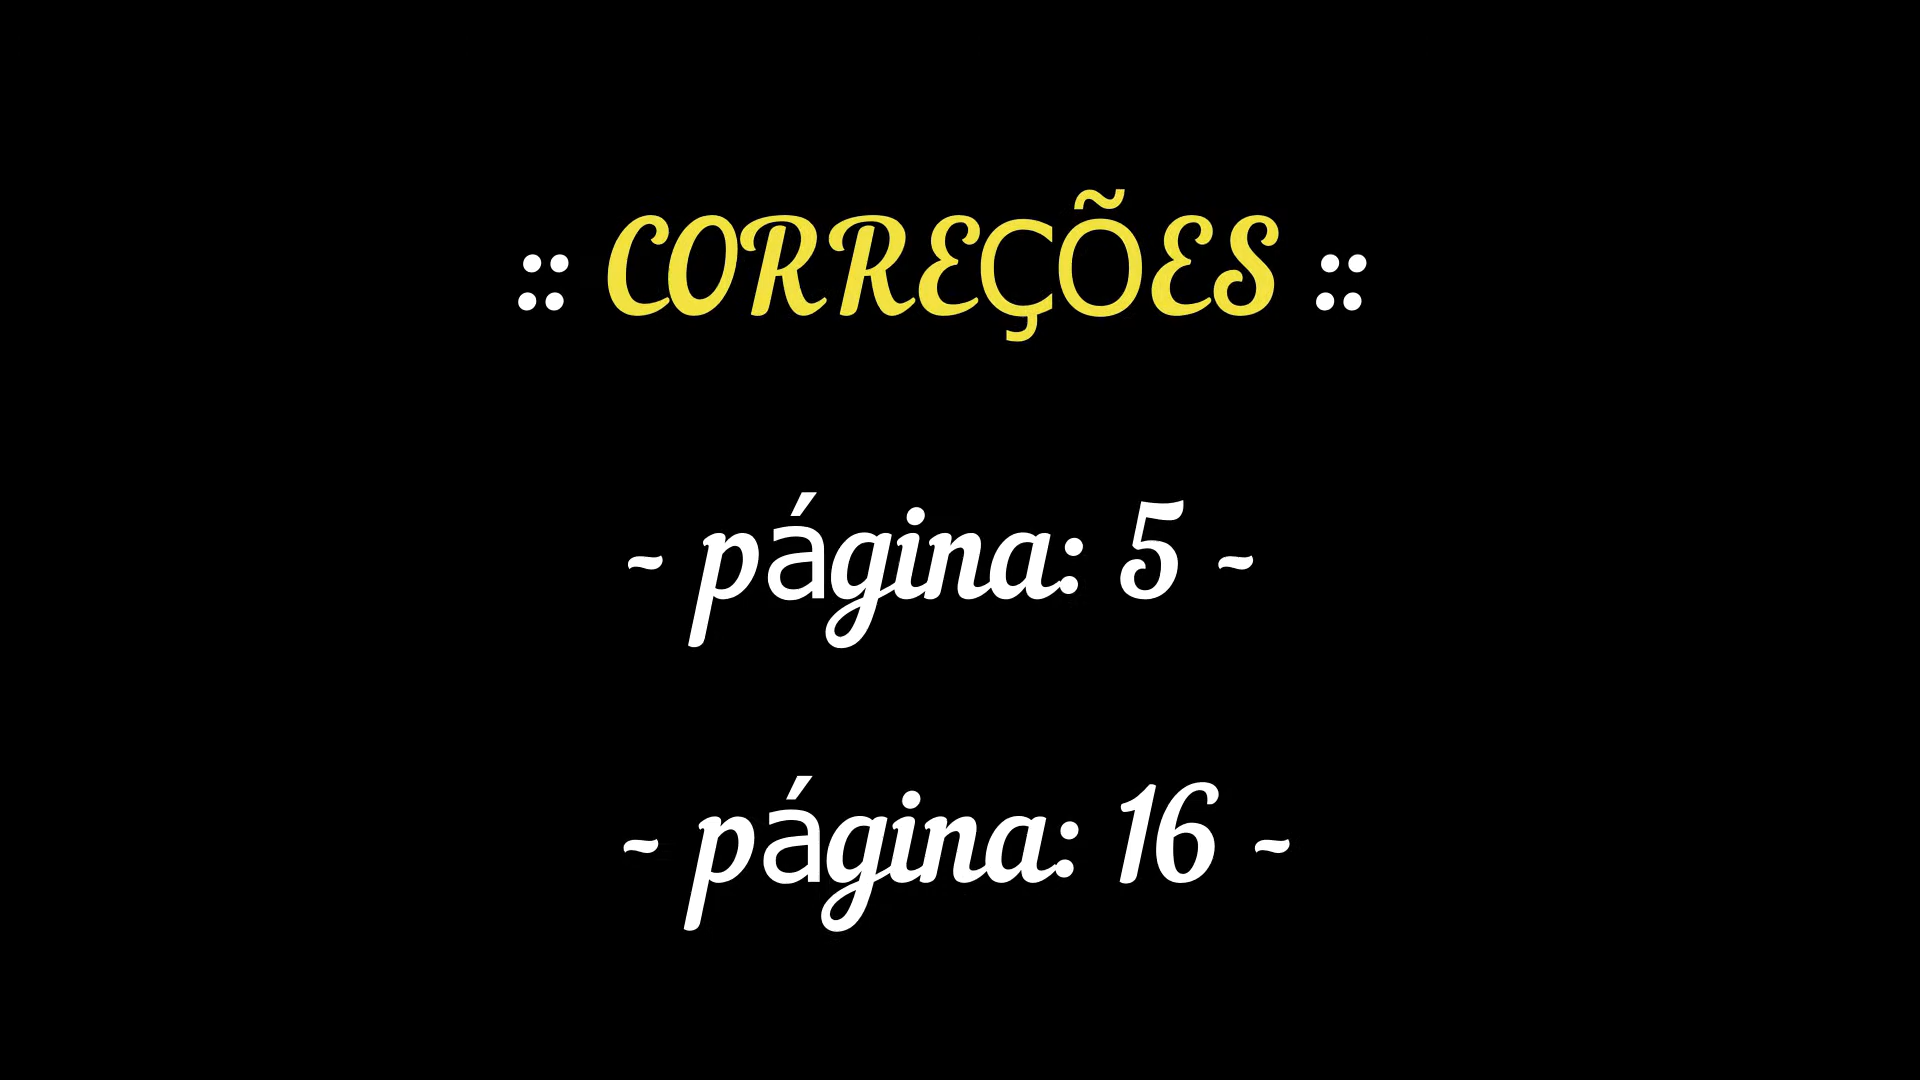 :: CORREÇÕES ::
~ página: 5 ~
~ página: 16 ~